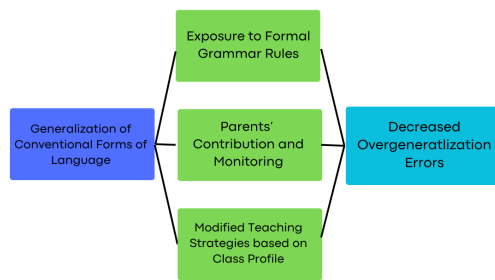 Exposure to Formal
Grammar Rules
Generalization of
Conventional Forms of
Language
Parents'
Contribution and
Monitoring
Decreased
Overgeneratlization
Errors
Modified Teaching
Strategies based on
Class Profile